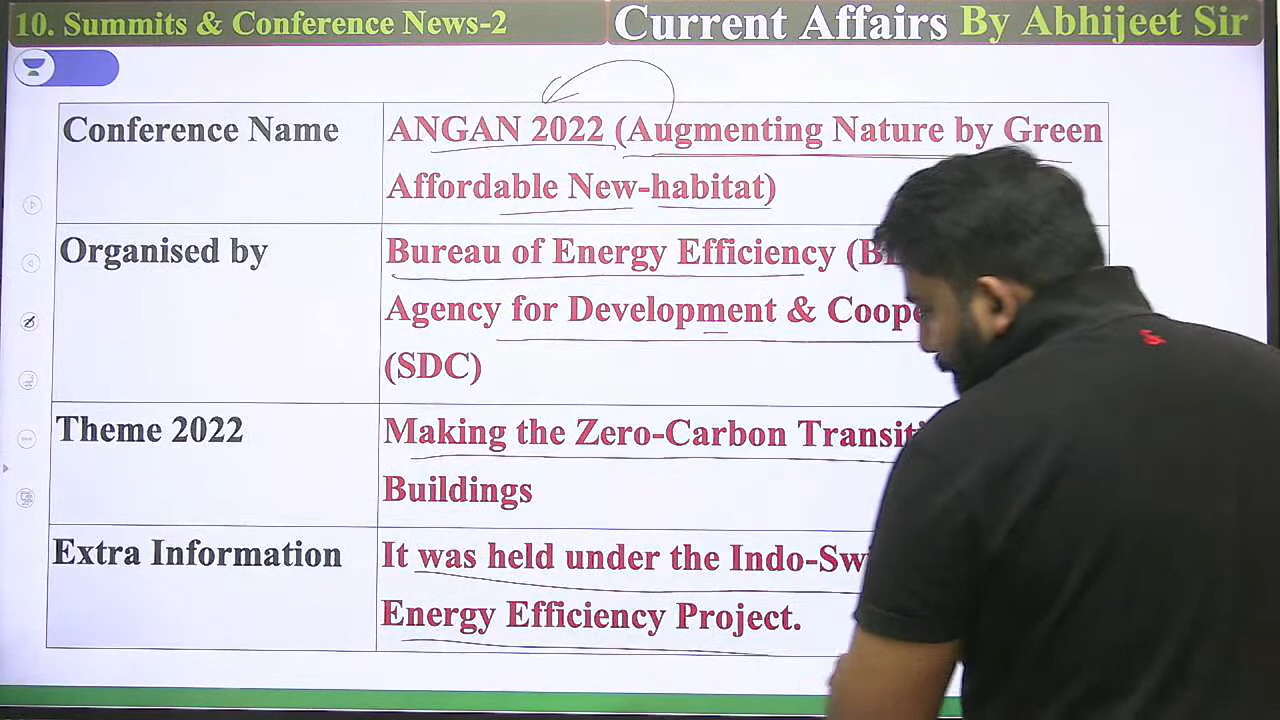 10. Summits & Conference News-2
Current Affairs By Abhijeet Sir
Conference Name
ANGAN 2022 (Augmenting Nature by Green
Affordable New-habitat)
Organised by
Bureau of Energy Efficiency
Agency for Development &
(SDC)
Theme 2022
Making the Zero-Carbon
Buildings
Extra Information
It was held under the
Energy Efficiency Project.